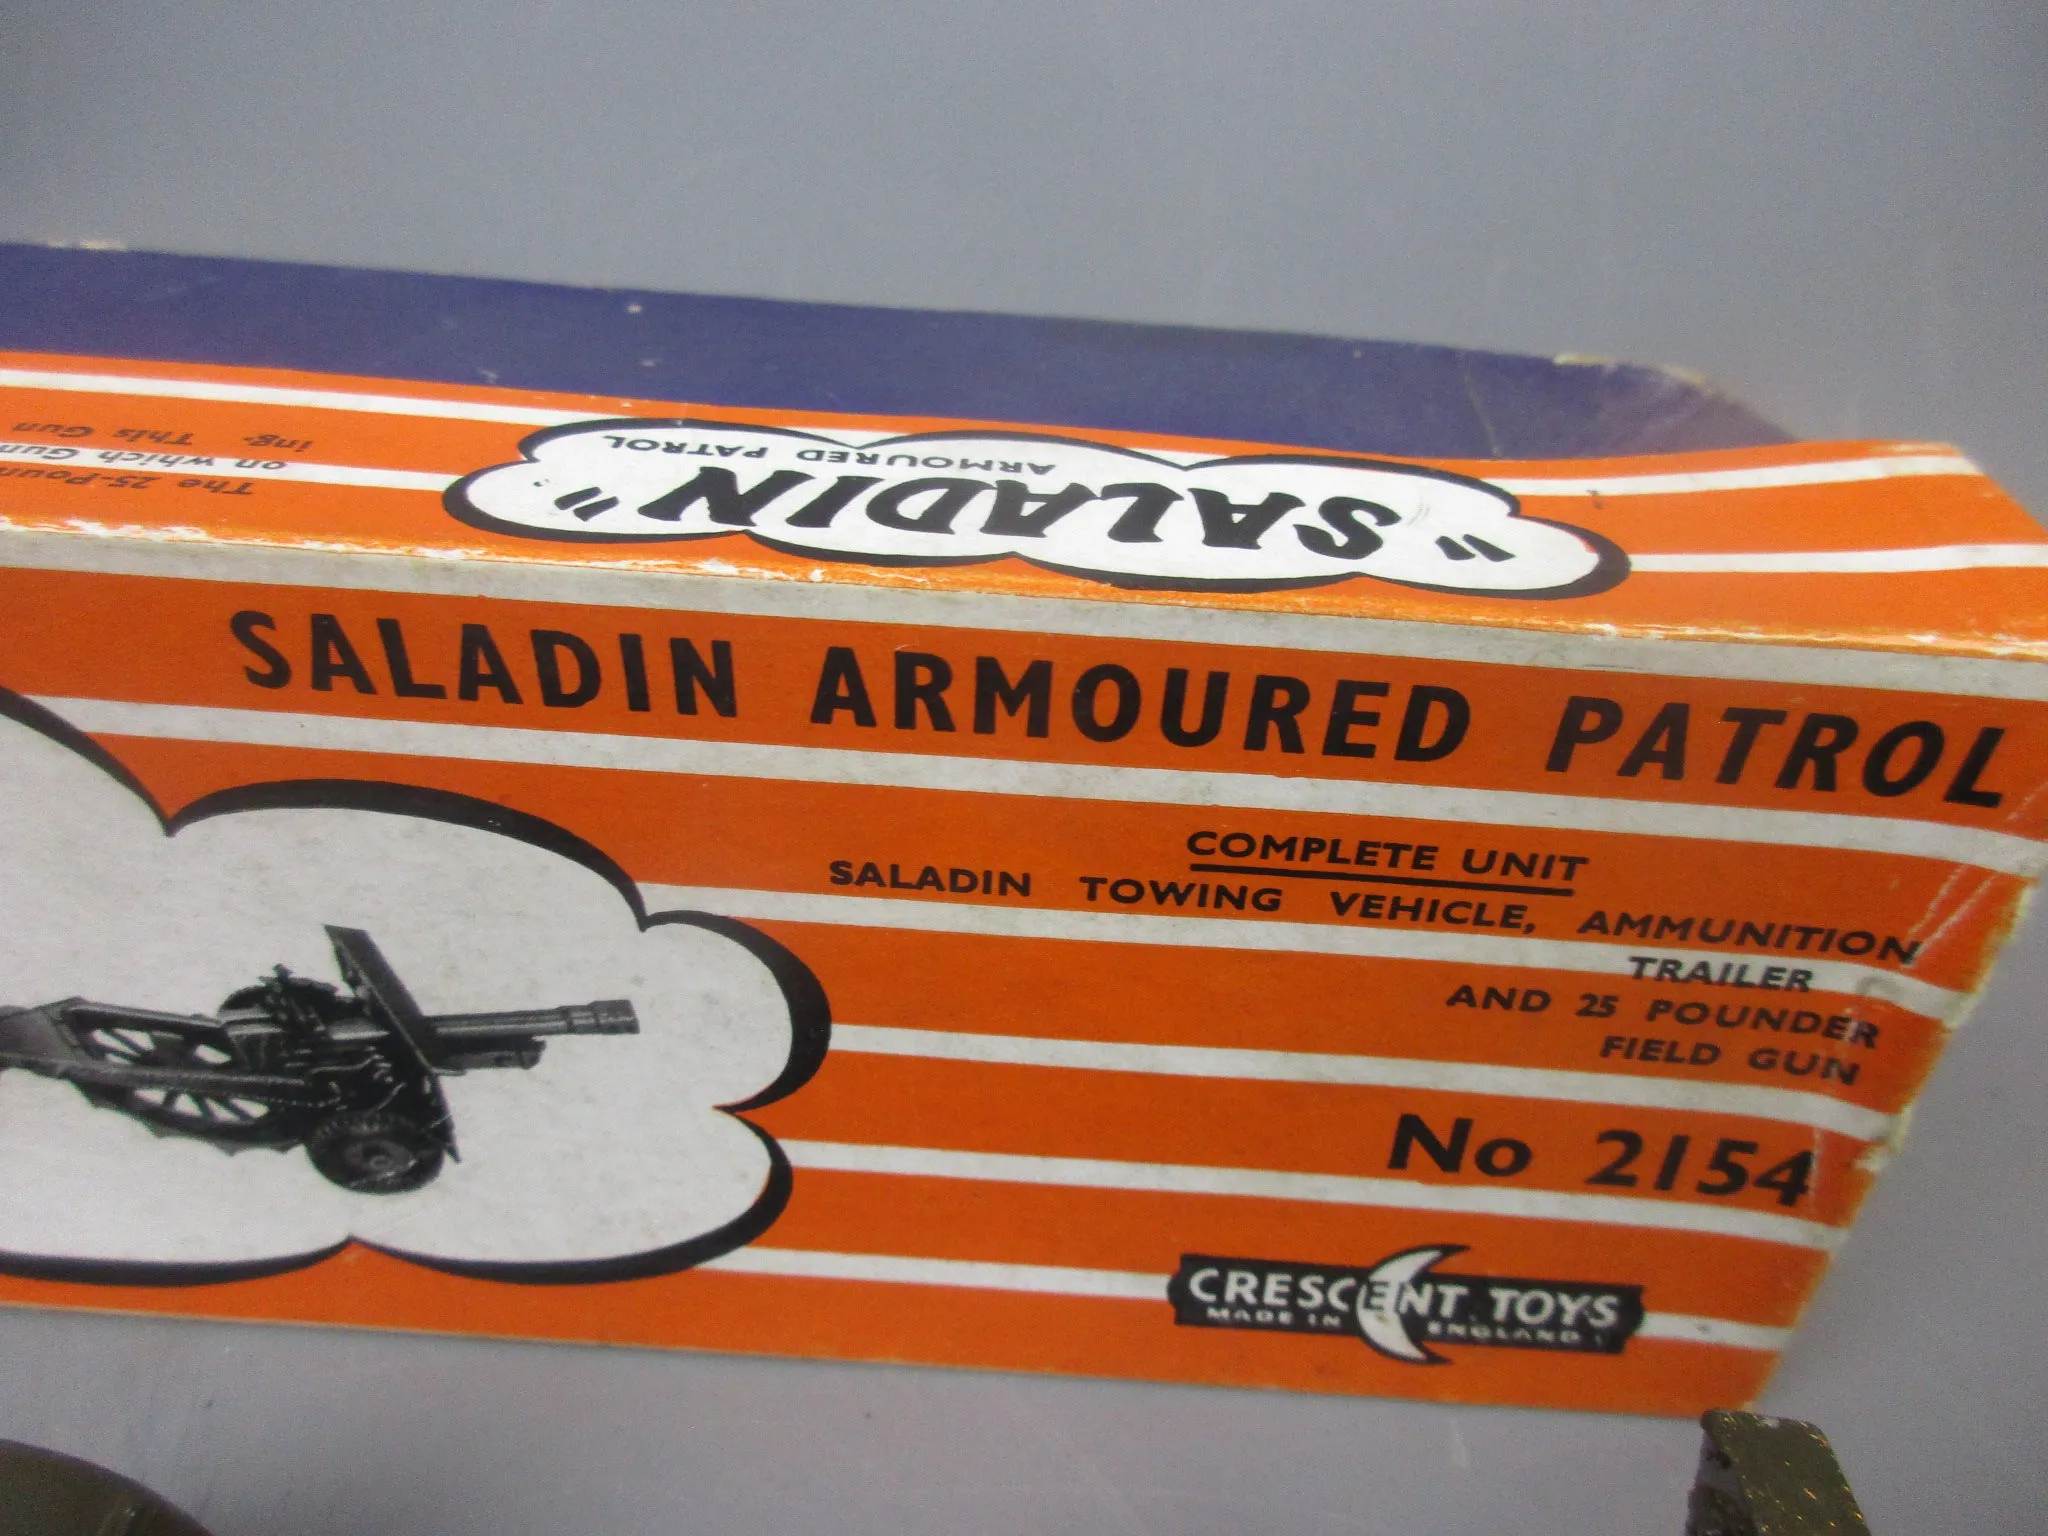 "SALADIN"
ARMOURED PATROL
The 25-Poun
on which Gun
ing. This Gun
SALADIN ARMOURED PATROL
COMPLETE UNIT
SALADIN TOWING VEHICLE, AMMUNITION
TRAILER
AND 25 POUNDER
FIELD GUN
No 2154
CRESCENT TOYS
MADE IN ENGLAND